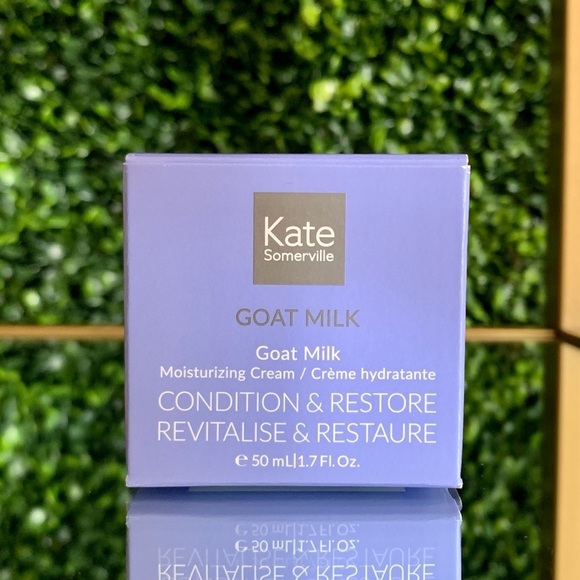 Kate
Somerville
GOAT MILK
Goat Milk
Moisturizing Cream / Crème hydratante
CONDITION & RESTORE
REVITALISE & RESTAURE
℮ 50 mL|1.7 Fl. Oz.